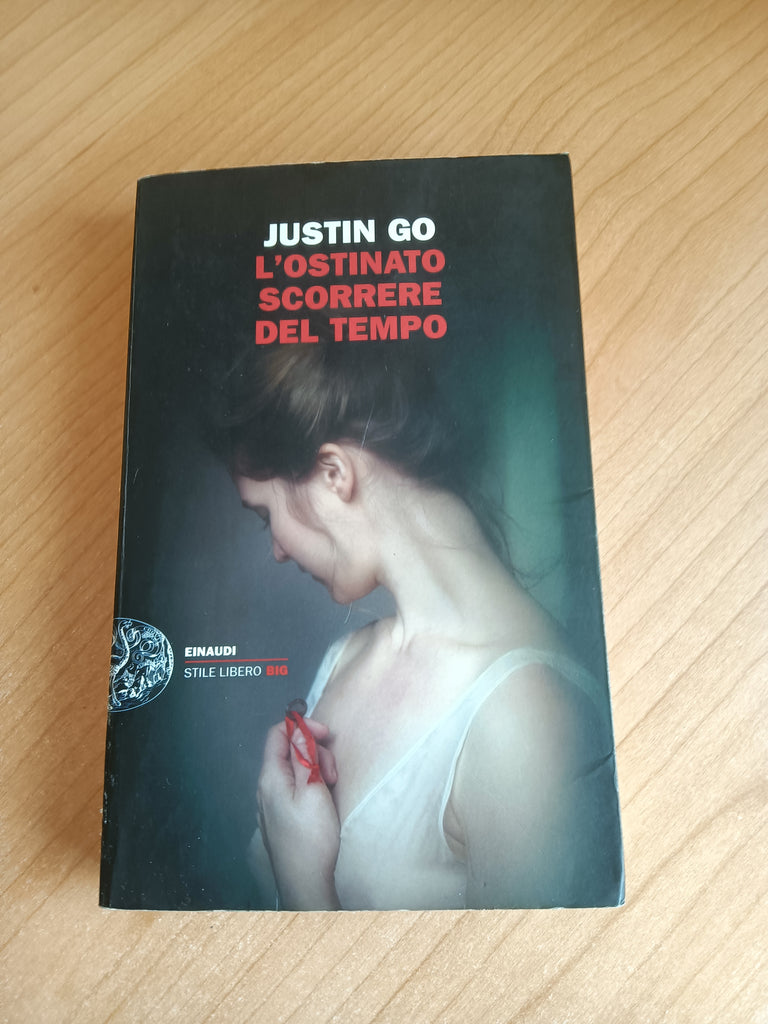 JUSTIN GO
L'OSTINATO
SCORRERE
DEL TEMPO
EINAUDI
STILE LIBERO BIG